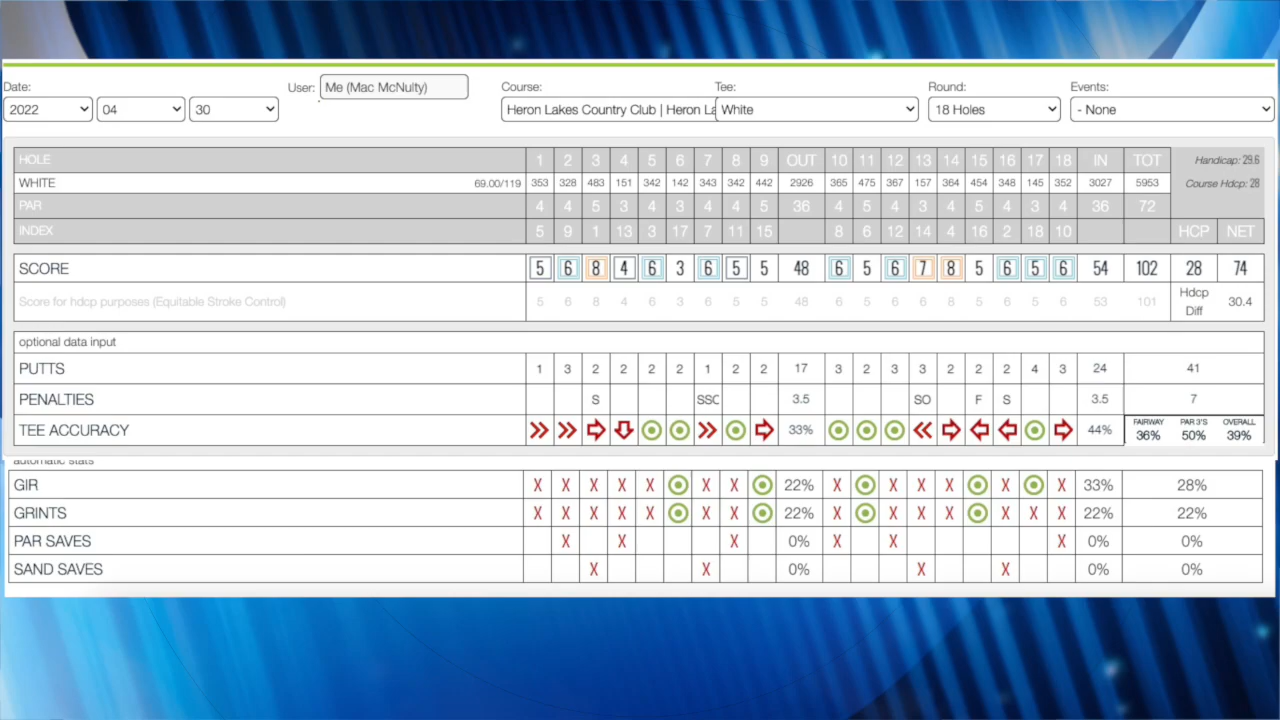 Date: User: Me (Mac McNulty) Course: Tee: Round: Events:
2022 04 30 Heron Lakes Country Club | Heron La White 18 Holes - None
HOLE 1 2 3 4 5 6 7 8 9 OUT 10 11 12 13 14 15 16 17 18 IN TOT Handicap: 29.6
WHITE 69.00/119 353 328 483 151 342 142 343 342 442 2926 365 475 367 157 364 454 348 145 352 3027 5953 Course Hdcp: 28
PAR 4 4 5 3 4 3 4 4 5 36 4 5 4 3 4 5 4 3 4 36 72
INDEX 5 9 1 13 3 17 7 11 15 8 6 12 14 4 16 2 18 10 HCP NET
SCORE 5 6 8 4 6 3 6 5 5 48 6 5 6 7 8 5 6 5 6 54 102 28 74
Score for hdcp purposes (Equitable Stroke Control) 5 6 8 4 6 3 6 5 5 48 6 5 6 6 8 5 6 5 6 53 101 Hdcp Diff 30.4
optional data input
PUTTS 1 3 2 2 2 2 1 2 2 17 3 2 3 3 2 2 2 4 3 24 41
PENALTIES S SSO 3.5 SO F S 3.5 7
TEE ACCURACY 33% 44% FAIRWAY 36% PAR 3'S 50% OVERALL 39%
automatic stats
GIR X X X X X X X 22% X X X X X X 33% 28%
GRINTS X X X X X X X 22% X X X X X X X 22% 22%
PAR SAVES X X X 0% X X X 0% 0%
SAND SAVES X X 0% X X 0% 0%